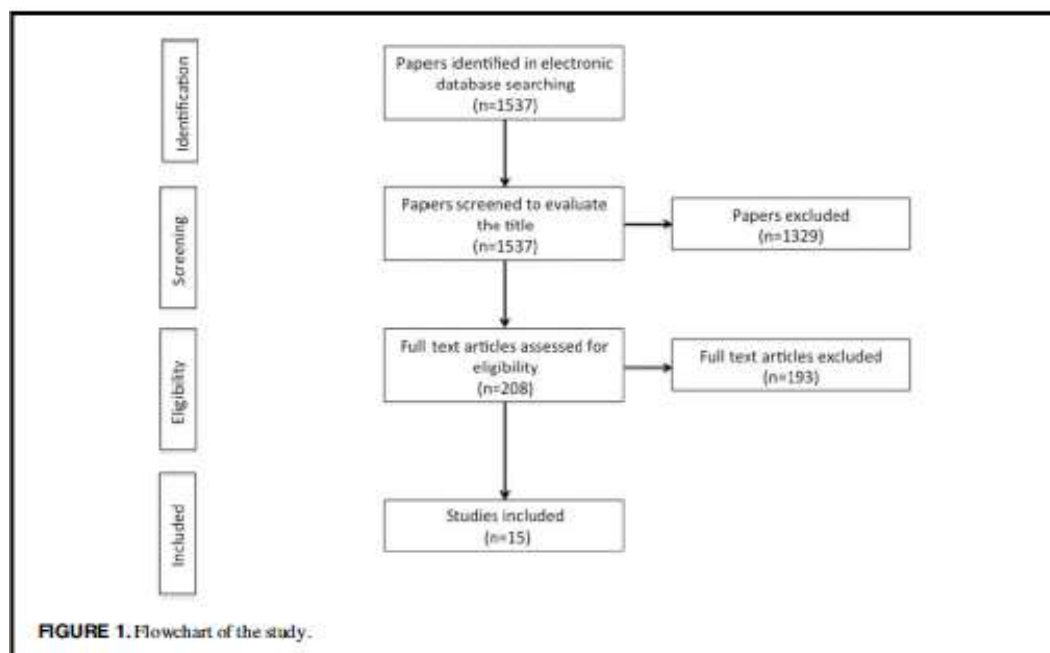 Identification
Papers identified in electronic
database searching
(n=1537)
Screening
Papers screened to evaluate
the title
(n=1537)
Papers excluded
(n=1329)
Eligibility
Full text articles assessed for
eligibility
(n=208)
Full text articles excluded
(n=193)
Included
Studies included
(n=15)
FIGURE 1. Flowchart of the study.